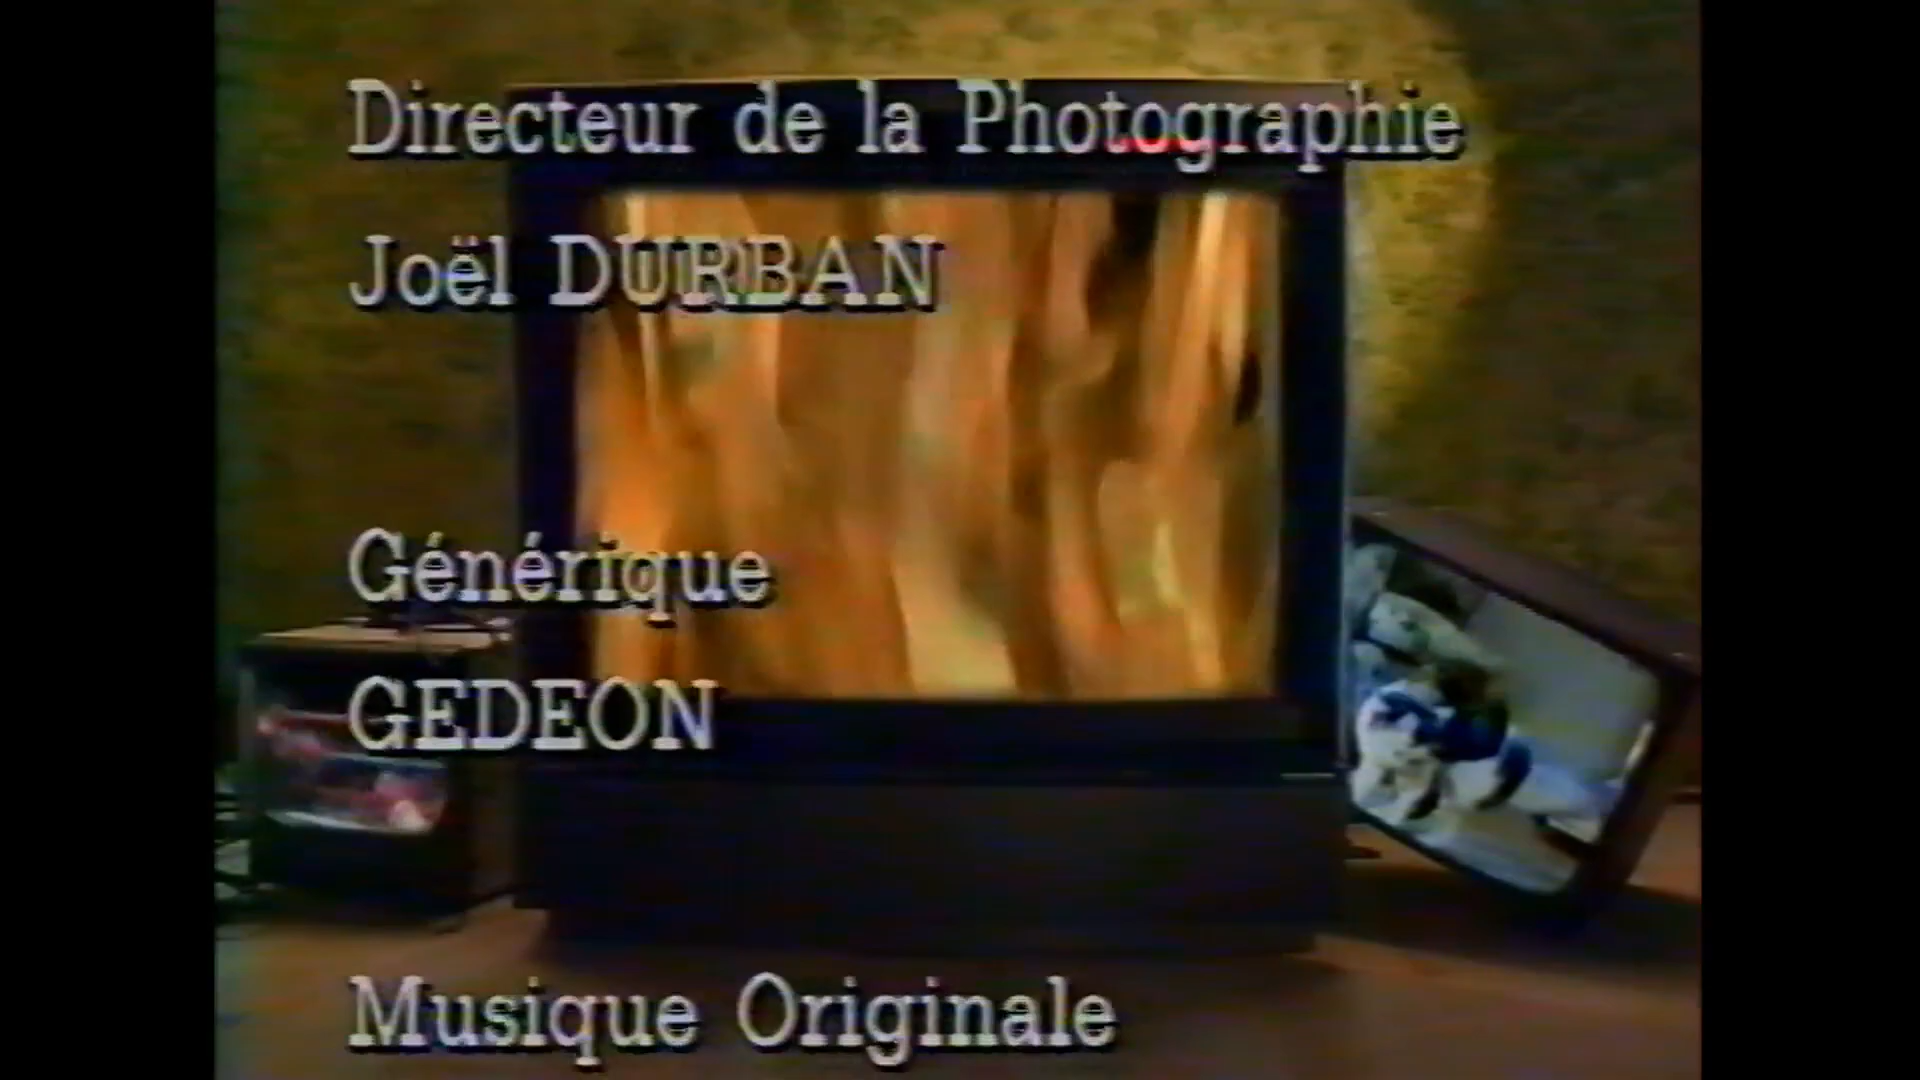 Directeur de la Photographie
Joël DURBAN
Générique
GEDEON
Musique Originale